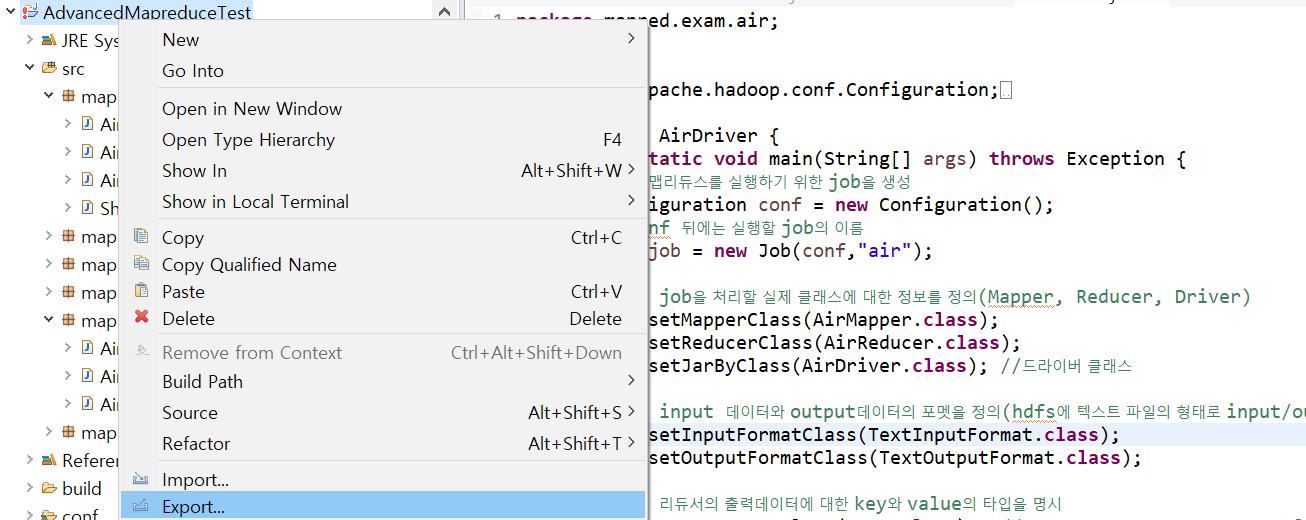 AdvancedMapreduceTest
JRE Sys
src
map
Air
Air
Air
Sh
map
map
map
map
Air
Air
Air
map
Referen
build
conf
New
Go Into
Open in New Window
Open Type Hierarchy F4
Show In Alt+Shift+W
Show in Local Terminal
Copy Ctrl+C
Copy Qualified Name
Paste Ctrl+V
Delete Delete
Remove from Context Ctrl+Alt+Shift+Down
Build Path
Source Alt+Shift+S
Refactor Alt+Shift+T
Import...
Export...
1 package mapred.exam.air;
pache.hadoop.conf.Configuration;
AirDriver {
tatic void main(String[] args) throws Exception {
맵리듀스를 실행하기 위한 job을 생성
iguration conf = new Configuration();
nf 뒤에는 실행할 job의 이름
job = new Job(conf,"air");
job을 처리할 실제 클래스에 대한 정보를 정의(Mapper, Reducer, Driver)
setMapperClass(AirMapper.class);
setReducerClass(AirReducer.class);
setJarByClass(AirDriver.class); //드라이버 클래스
input 데이터와 output데이터의 포멧을 정의(hdfs에 텍스트 파일의 형태로 input/ou
setInputFormatClass(TextInputFormat.class);
setOutputFormatClass(TextOutputFormat.class);
리듀서의 출력데이터에 대한 key와 value의 타입을 명시